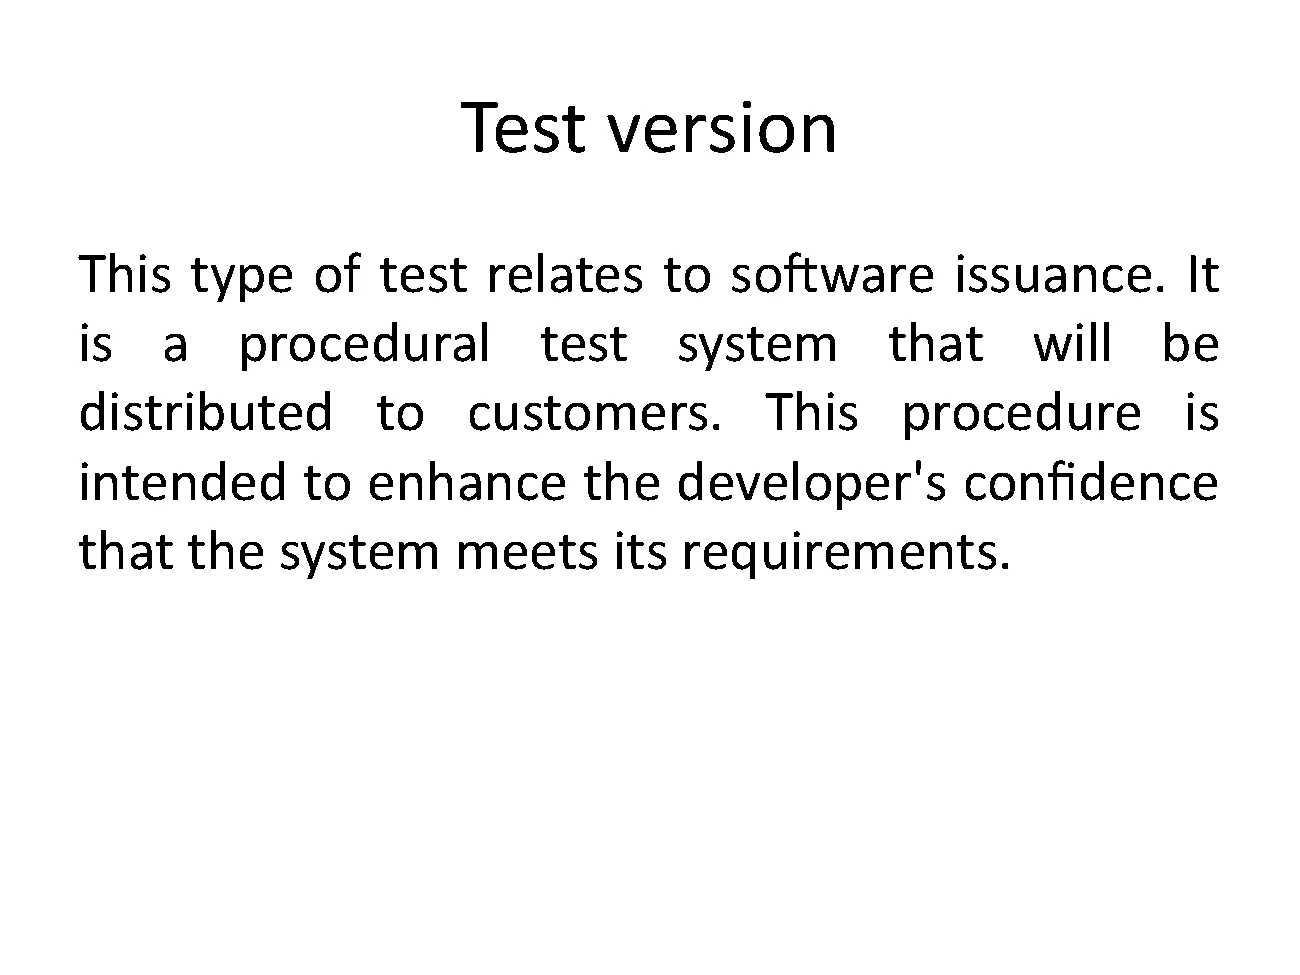 Test version
This type of test relates to software issuance. It
is a procedural test system that will be
distributed to customers. This procedure is
intended to enhance the developer's confidence
that the system meets its requirements.